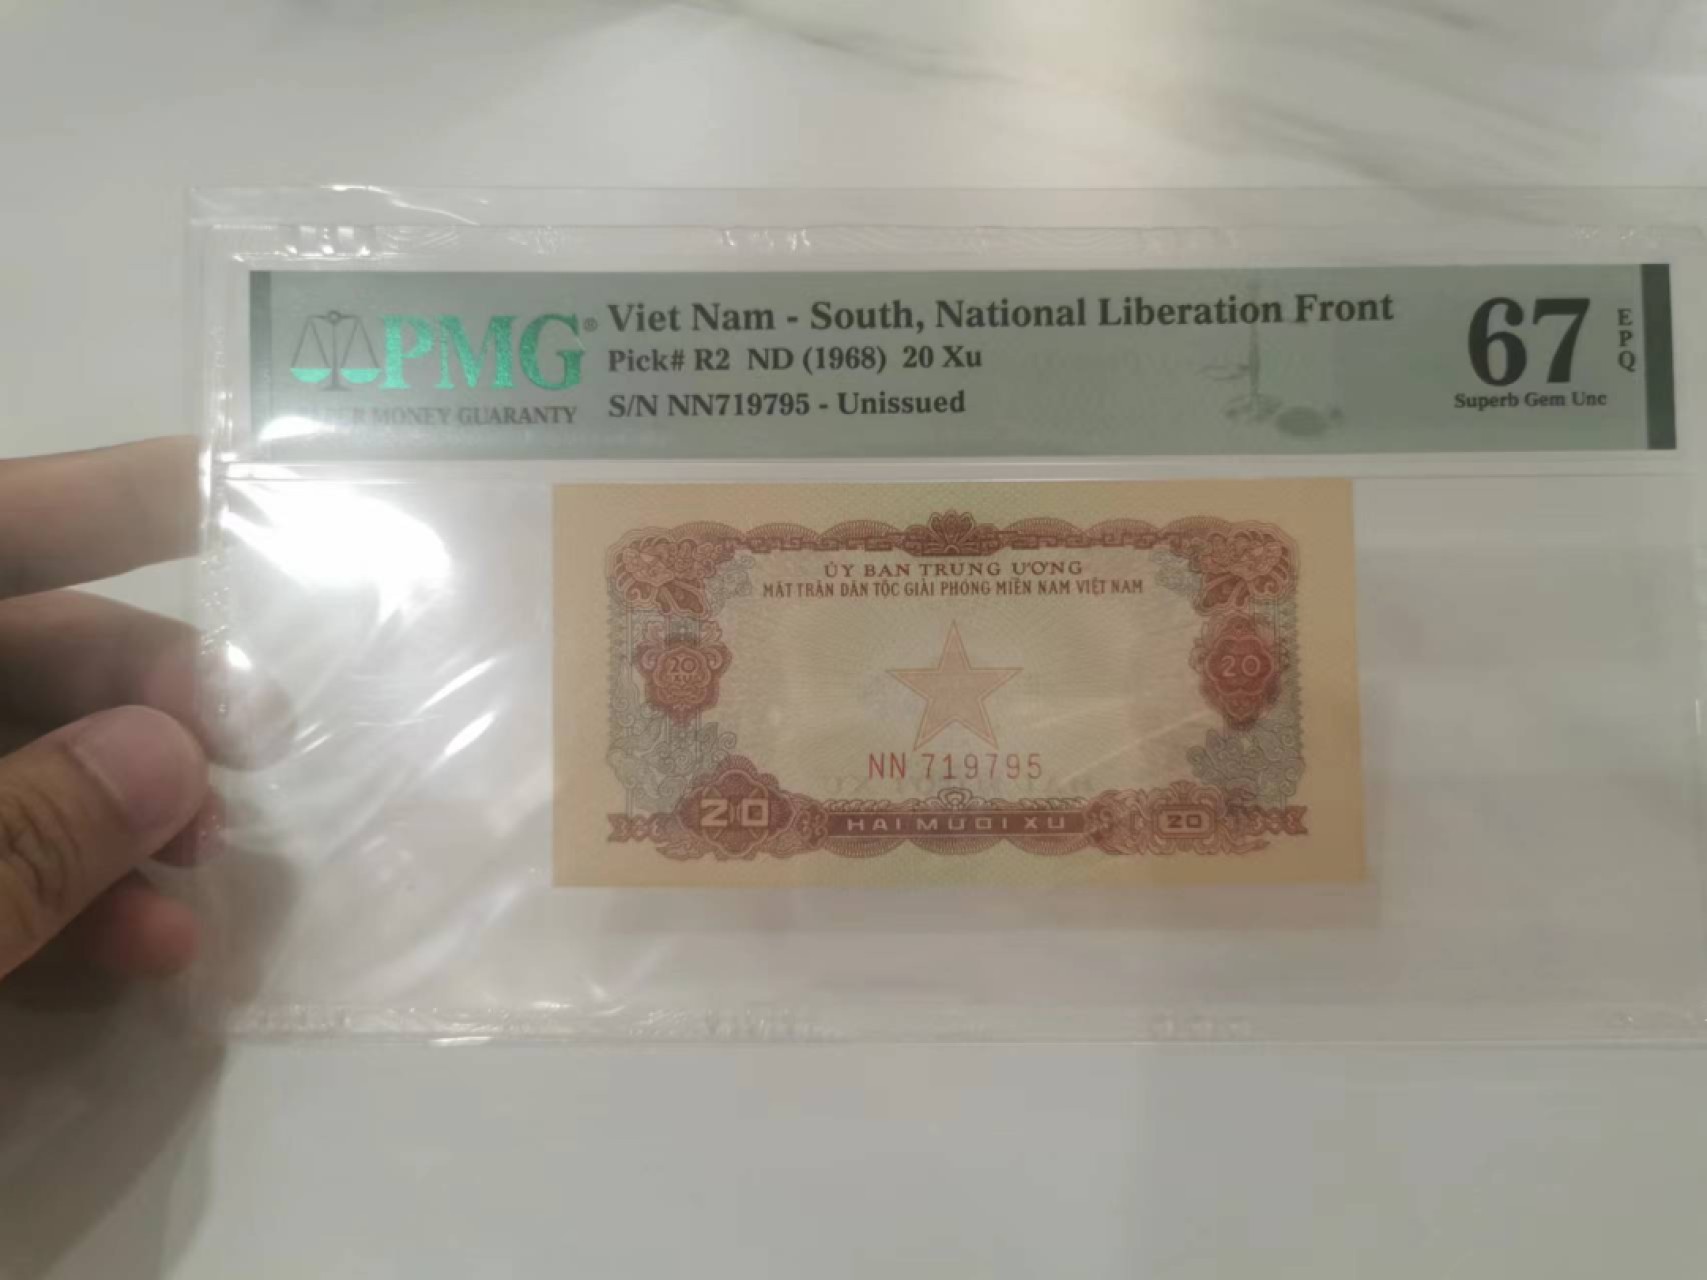 PMG®
PAPER MONEY GUARANTY
Viet Nam - South, National Liberation Front
Pick# R2 ND (1968) 20 Xu
S/N NN719795 - Unissued
67
EPQ
Superb Gem Unc
ỦY BAN TRUNG ƯƠNG
MẶT TRẬN DÂN TỘC GIẢI PHÓNG MIỀN NAM VIỆT NAM
20
XU
20
NN 719795
20
HAI MƯƠI XU
20